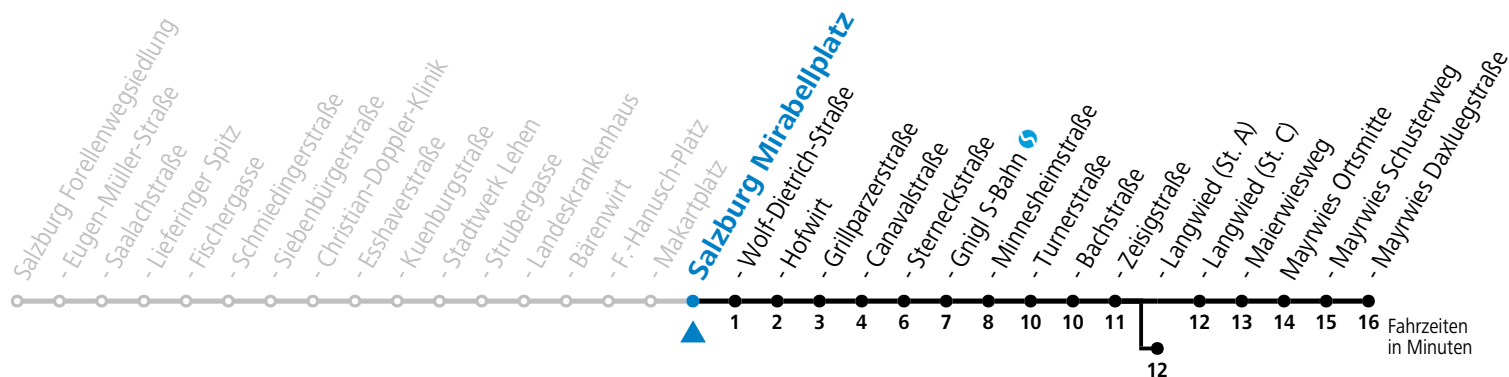 Salzburg Forellenwegsiedlung
- Eugen-Müller-Straße
- Saalachstraße
- Lieferinger Spitz
- Fischergasse
- Schmiedingerstraße
- Siebenbürgerstraße
- Christian-Doppler-Klinik
- Esshaverstraße
- Kuenburgstraße
- Stadtwerk Lehen
- Strubergasse
- Landeskrankenhaus
- Bärenwirt
- F.-Hanusch-Platz
- Makartplatz
Salzburg Mirabellplatz
- Wolf-Dietrich-Straße
- Hofwirt
- Grillparzerstraße
- Canavalstraße
- Sterneckstraße
- Gnigl S-Bahn
- Minnesheimstraße
- Turnerstraße
- Bachstraße
- Zeisigstraße
- Langwied (St. A)
- Langwied (St. C)
- Maierwiesweg
Mayrwies Ortsmitte
- Mayrwies Schusterweg
- Mayrwies Daxluegstraße
1 2 3 4 6 7 8 10 10 11 12 13 14 15 16 Fahrzeiten
in Minuten
12